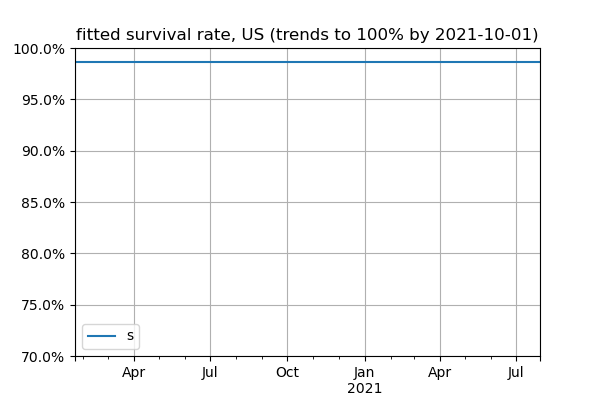 fitted survival rate, US (trends to 100% by 2021-10-01)
100.0%
95.0%
90.0%
85.0%
80.0%
75.0%
70.0%
s
Apr Jul Oct Jan Apr Jul
2021